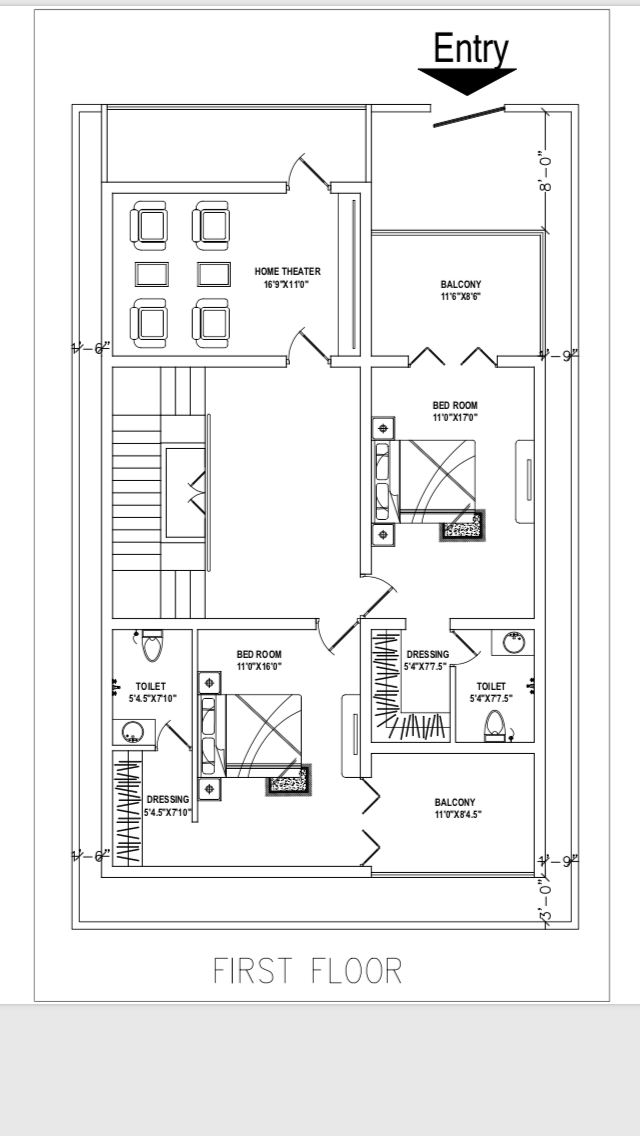 Entry
8'-0"
HOME THEATER
16'9"X11'0"
BALCONY
11'6"X8'6"
1'-6"
1'-9"
BED ROOM
11'0"X17'0"
BED ROOM
11'0"X16'0"
DRESSING
5'4"X7'7.5"
TOILET
5'4.5"X7'10"
TOILET
5'4"X7'7.5"
DRESSING
5'4.5"X7'10"
BALCONY
11'0"X8'4.5"
1'-6"
1'-9"
3'-0"
FIRST FLOOR